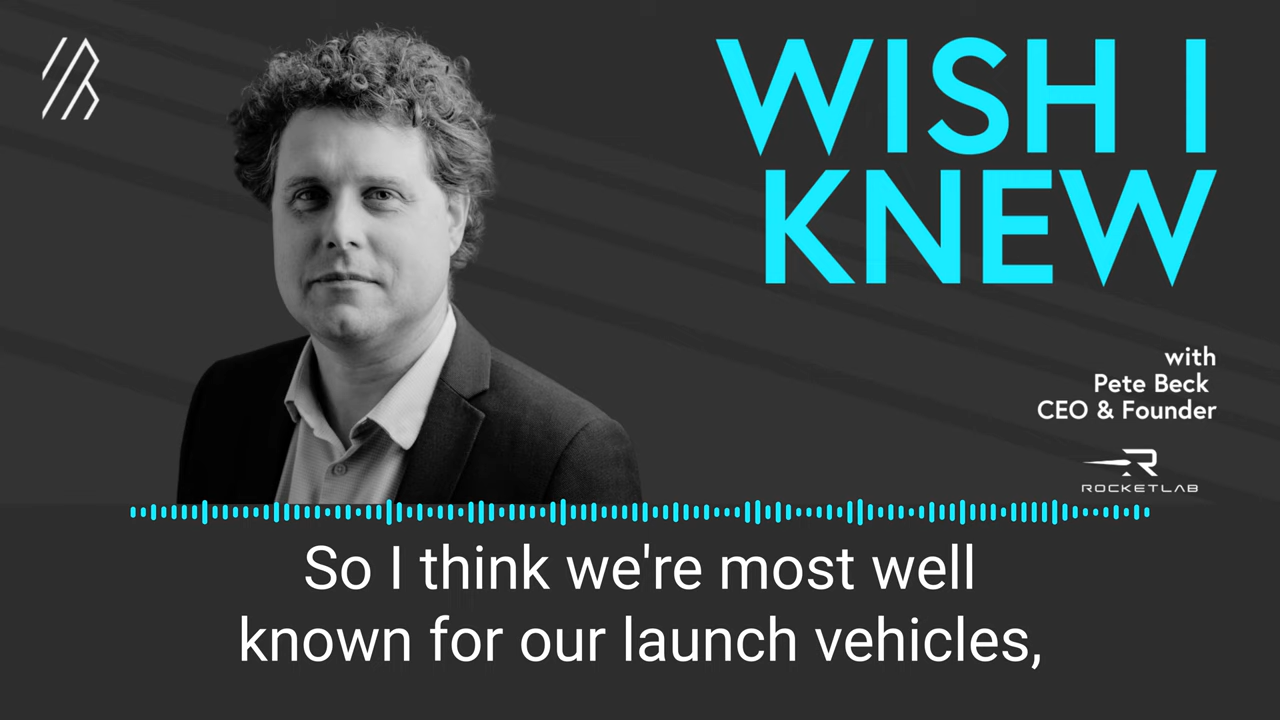 WISH I
KNEW
with
Pete Beck
CEO & Founder
ROCKETLAB
So I think we're most well
known for our launch vehicles,